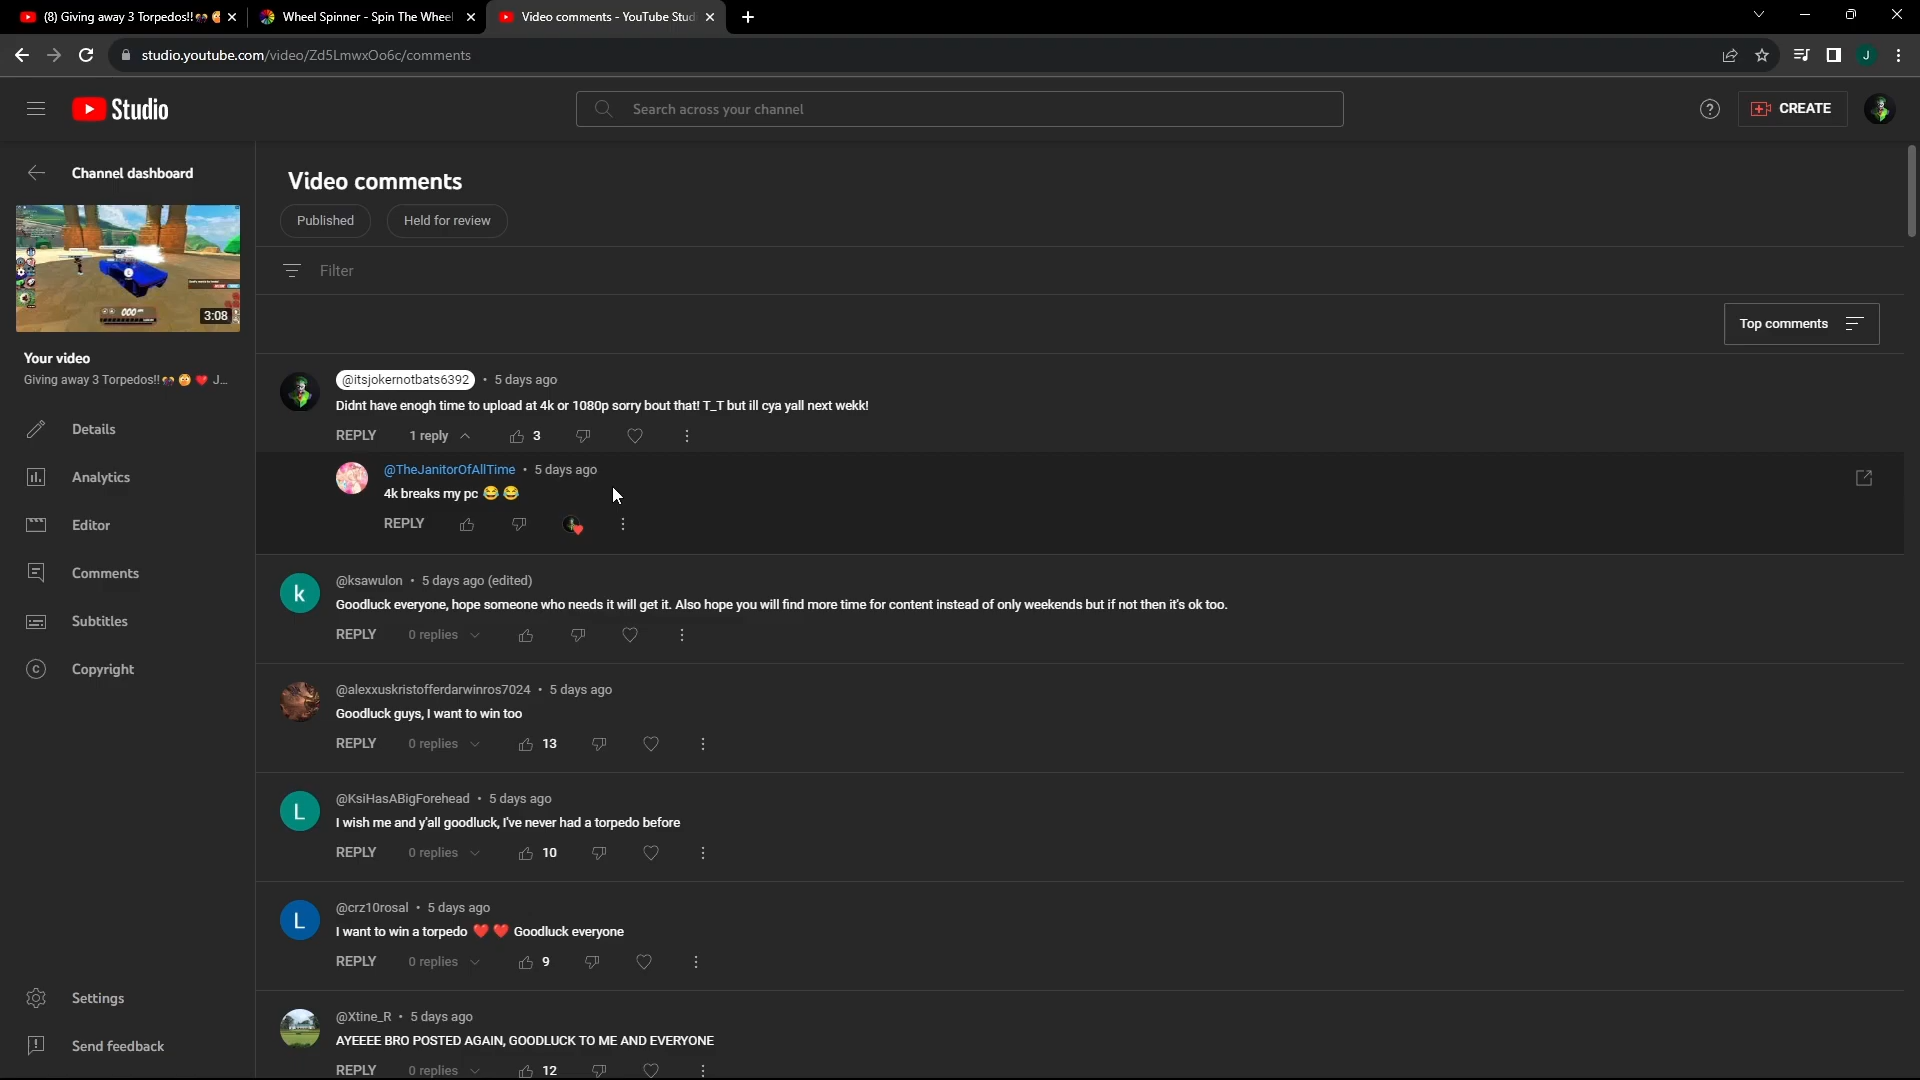 (8) Giving away 3 Torpedos!!
Wheel Spinner - Spin The Wheel
Video comments - YouTube Studi
studio.youtube.com/video/Zd5LmwxOo6c/comments
J
Studio
Search across your channel
CREATE
Channel dashboard
3:08
Your video
Giving away 3 Torpedos!!👐🥳❤️ J...
Details
Analytics
Editor
Comments
Subtitles
Copyright
Settings
Send feedback
Video comments
Published
Held for review
Filter
Top comments
@itsjokernotbats6392 • 5 days ago
Didnt have enogh time to upload at 4k or 1080p sorry bout that! T_T but ill cya yall next wekk!
REPLY 1 reply 3
@TheJanitorOfAllTime • 5 days ago
4k breaks my pc 😂😂
REPLY
k
@ksawulon • 5 days ago (edited)
Goodluck everyone, hope someone who needs it will get it. Also hope you will find more time for content instead of only weekends but if not then it's ok too.
REPLY 0 replies
@alexxuskristofferdarwinros7024 • 5 days ago
Goodluck guys, I want to win too
REPLY 0 replies 13
L
@KsiHasABigForehead • 5 days ago
I wish me and y'all goodluck, I've never had a torpedo before
REPLY 0 replies 10
L
@crz10rosal • 5 days ago
I want to win a torpedo ❤️❤️ Goodluck everyone
REPLY 0 replies 9
@Xtine_R • 5 days ago
AYEEEE BRO POSTED AGAIN, GOODLUCK TO ME AND EVERYONE
REPLY 0 replies 12